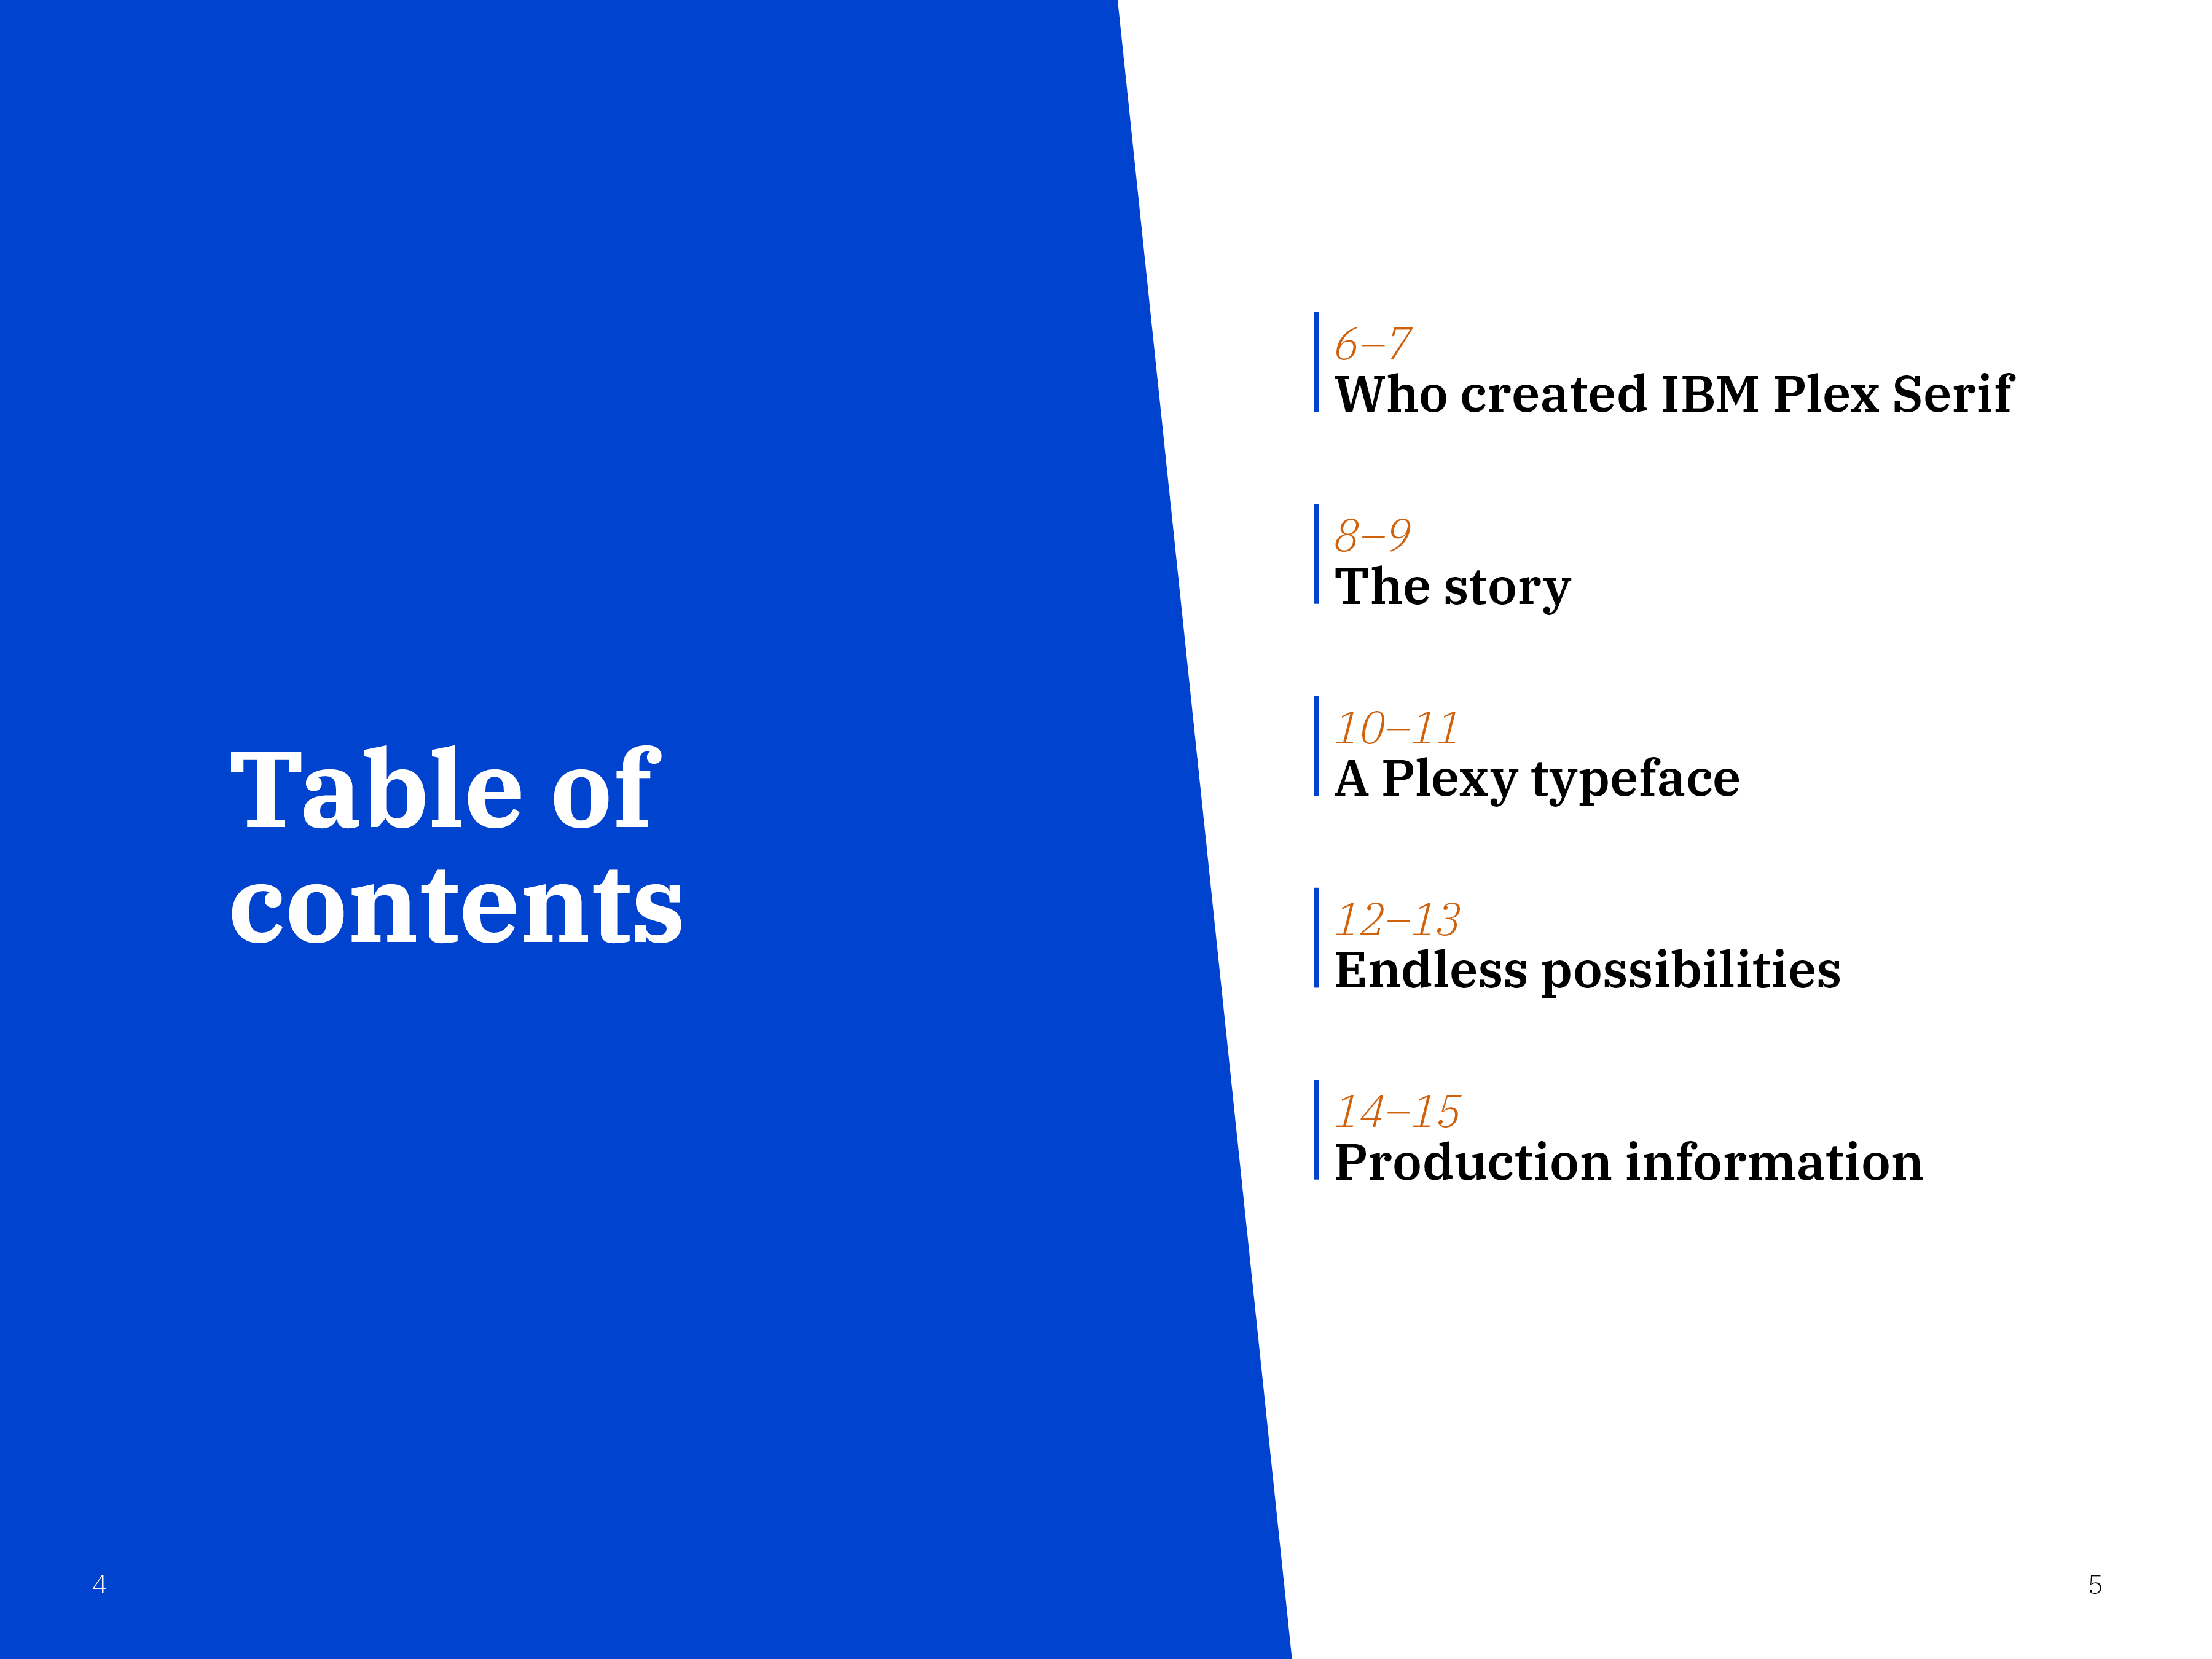 Table of
contents
6–7
Who created IBM Plex Serif
8–9
The story
10–11
A Plexy typeface
12–13
Endless possibilities
14–15
Production information
4
5